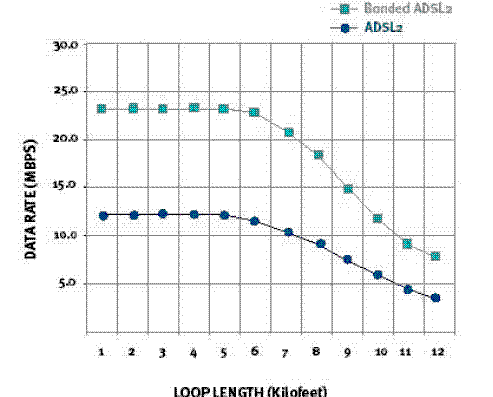 Bonded ADSL2
ADSL2
30.0
25.0
20.0
15.0
10.0
5.0
DATA RATE (MBPS)
1 2 3 4 5 6 7 8 9 10 11 12
LOOP LENGTH (Kilofeet)